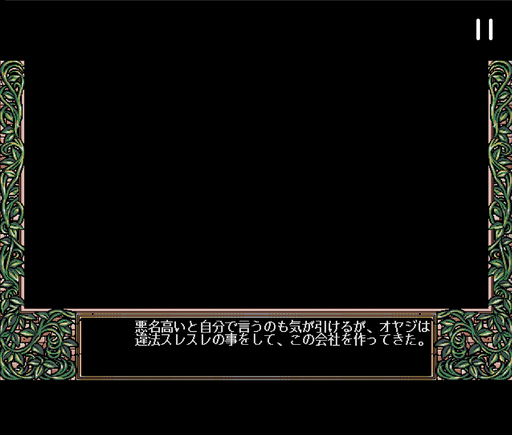 悪名高いと自分で言うのも気が引けるが、オヤジは
違法スレスレの事をして、この会社を作ってきた。